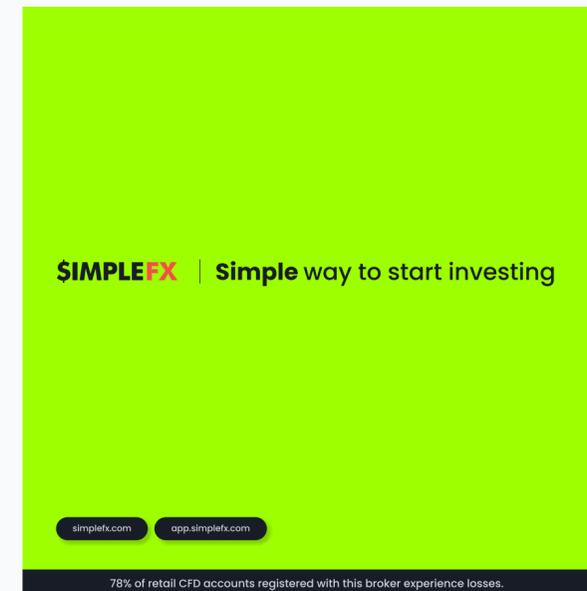 $IMPLEFX | Simple way to start investing
simplefx.com app.simplefx.com
78% of retail CFD accounts registered with this broker experience losses.